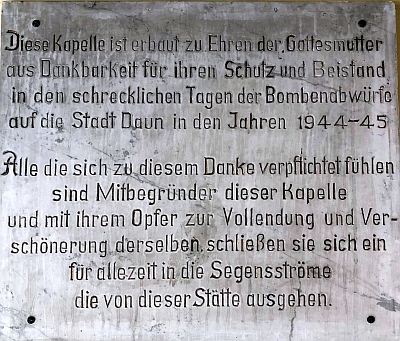 Diese Kapelle ist erbaut zu Ehren der, Gottesmutter
aus Dankbarkeit für ihren Schutz und Beistand
in den schrecklichen Tagen der Bombenabwürfe
auf die Stadt Daun in den Jahren 1944-45
Alle die sich zu diesem Danke verpflichtet fühlen
sind Mitbegründer dieser Kapelle
und mit ihrem Opfer zur Vollendung und Ver-
schönerung derselben, schließen sie sich ein
für allezeit in die Segensströme
die von dieser Stätte ausgehen.